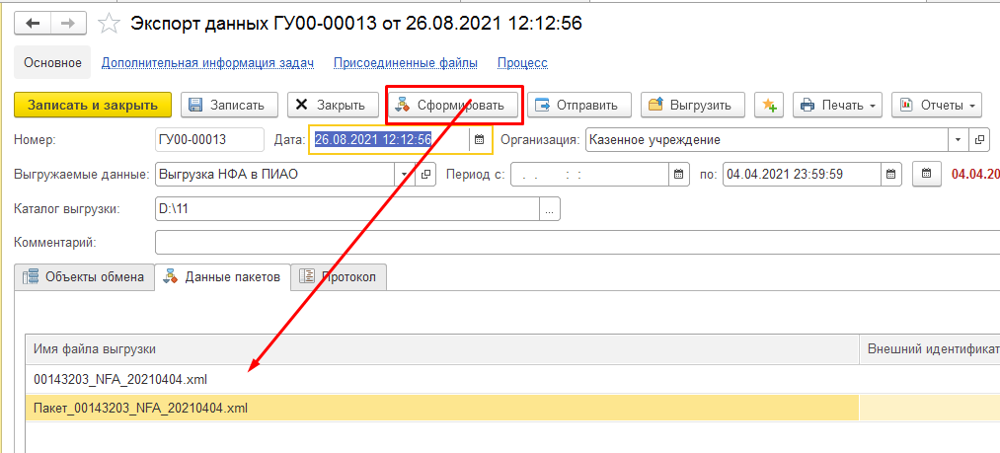 Экспорт данных ГУ00-00013 от 26.08.2021 12:12:56
Основное Дополнительная информация задач Присоединенные файлы Процесс
Записать и закрыть Записать Закрыть Сформировать Отправить Выгрузить Печать Отчеты
Номер: ГУ00-00013 Дата: 26.08.2021 12:12:56 Организация: Казенное учреждение
Выгружаемые данные: Выгрузка НФА в ПИАО Период с: . . : : по: 04.04.2021 23:59:59 04.04.20
Каталог выгрузки: D:\11 ...
Комментарий:
Объекты обмена Данные пакетов Протокол
Имя файла выгрузки Внешний идентификат
00143203_NFA_20210404.xml
Пакет_00143203_NFA_20210404.xml